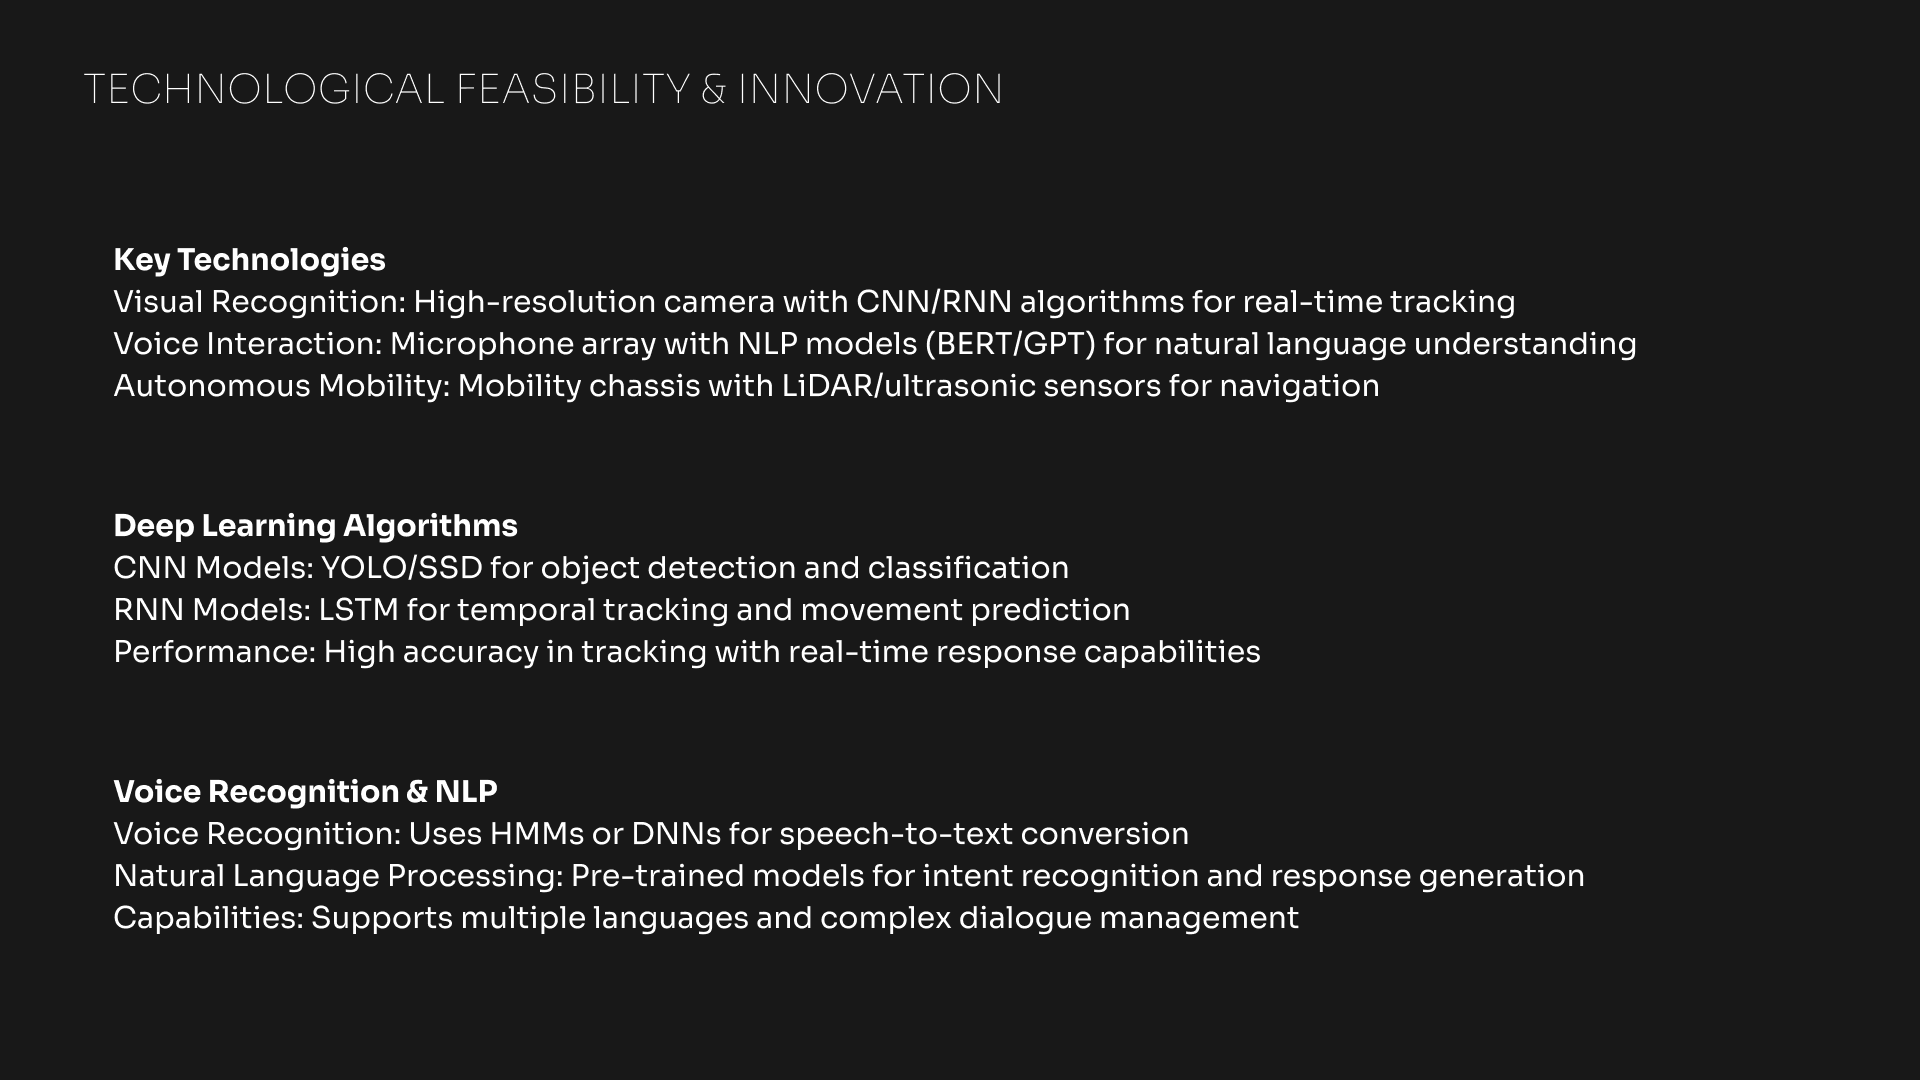 TECHNOLOGICAL FEASIBILITY & INNOVATION
Key Technologies
Visual Recognition: High-resolution camera with CNN/RNN algorithms for real-time tracking
Voice Interaction: Microphone array with NLP models (BERT/GPT) for natural language understanding
Autonomous Mobility: Mobility chassis with LiDAR/ultrasonic sensors for navigation
Deep Learning Algorithms
CNN Models: YOLO/SSD for object detection and classification
RNN Models: LSTM for temporal tracking and movement prediction
Performance: High accuracy in tracking with real-time response capabilities
Voice Recognition & NLP
Voice Recognition: Uses HMMs or DNNs for speech-to-text conversion
Natural Language Processing: Pre-trained models for intent recognition and response generation
Capabilities: Supports multiple languages and complex dialogue management